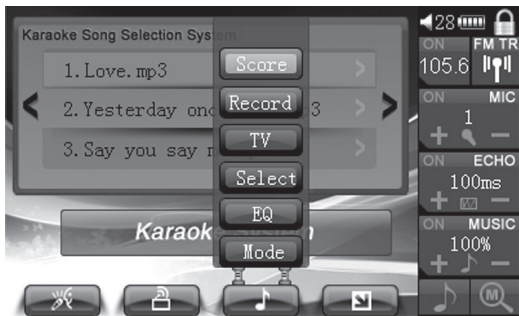 Karaoke Song Selection System
1.Love.mp3
2.Yesterday onc
3
3.Say you say
Score
Record
TV
Select
EQ
Mode
Karaok
28
ON FM TR
105.6
ON MIC
1
+ −
ON ECHO
100ms
+ −
ON MUSIC
100%
+ −
M